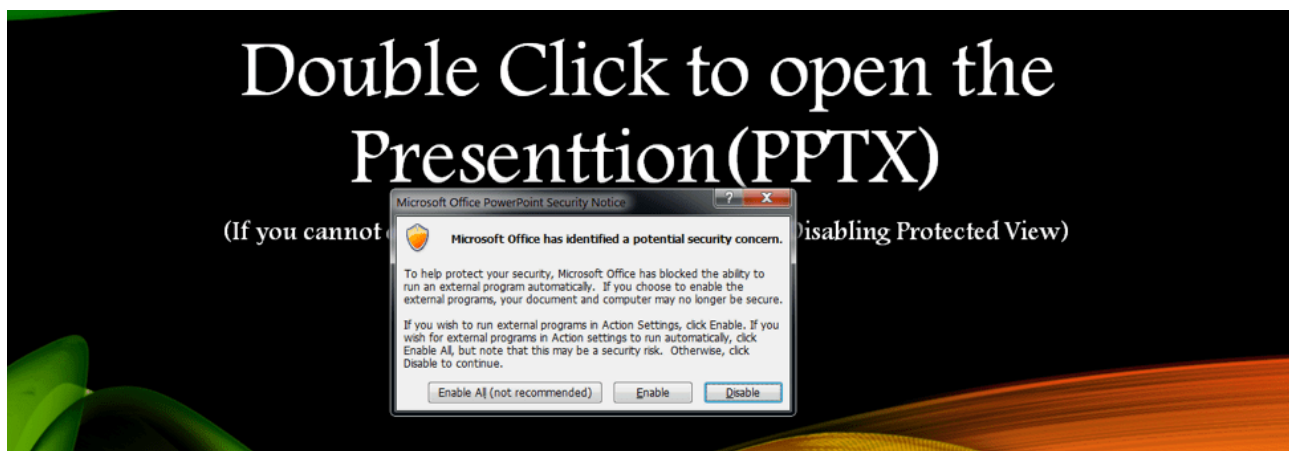 Double Click to open the
Presenttion(PPTX)
Microsoft Office PowerPoint Security Notice
?
X
(If you cannot
isabling Protected View)
Microsoft Office has identified a potential security concern.
To help protect your security, Microsoft Office has blocked the ability to
run an external program automatically. If you choose to enable the
external programs, your document and computer may no longer be secure.
If you wish to run external programs in Action Settings, click Enable. If you
wish for external programs in Action settings to run automatically, click
Enable All, but note that this may be a security risk. Otherwise, click
Disable to continue.
Enable All (not recommended)
Enable
Disable